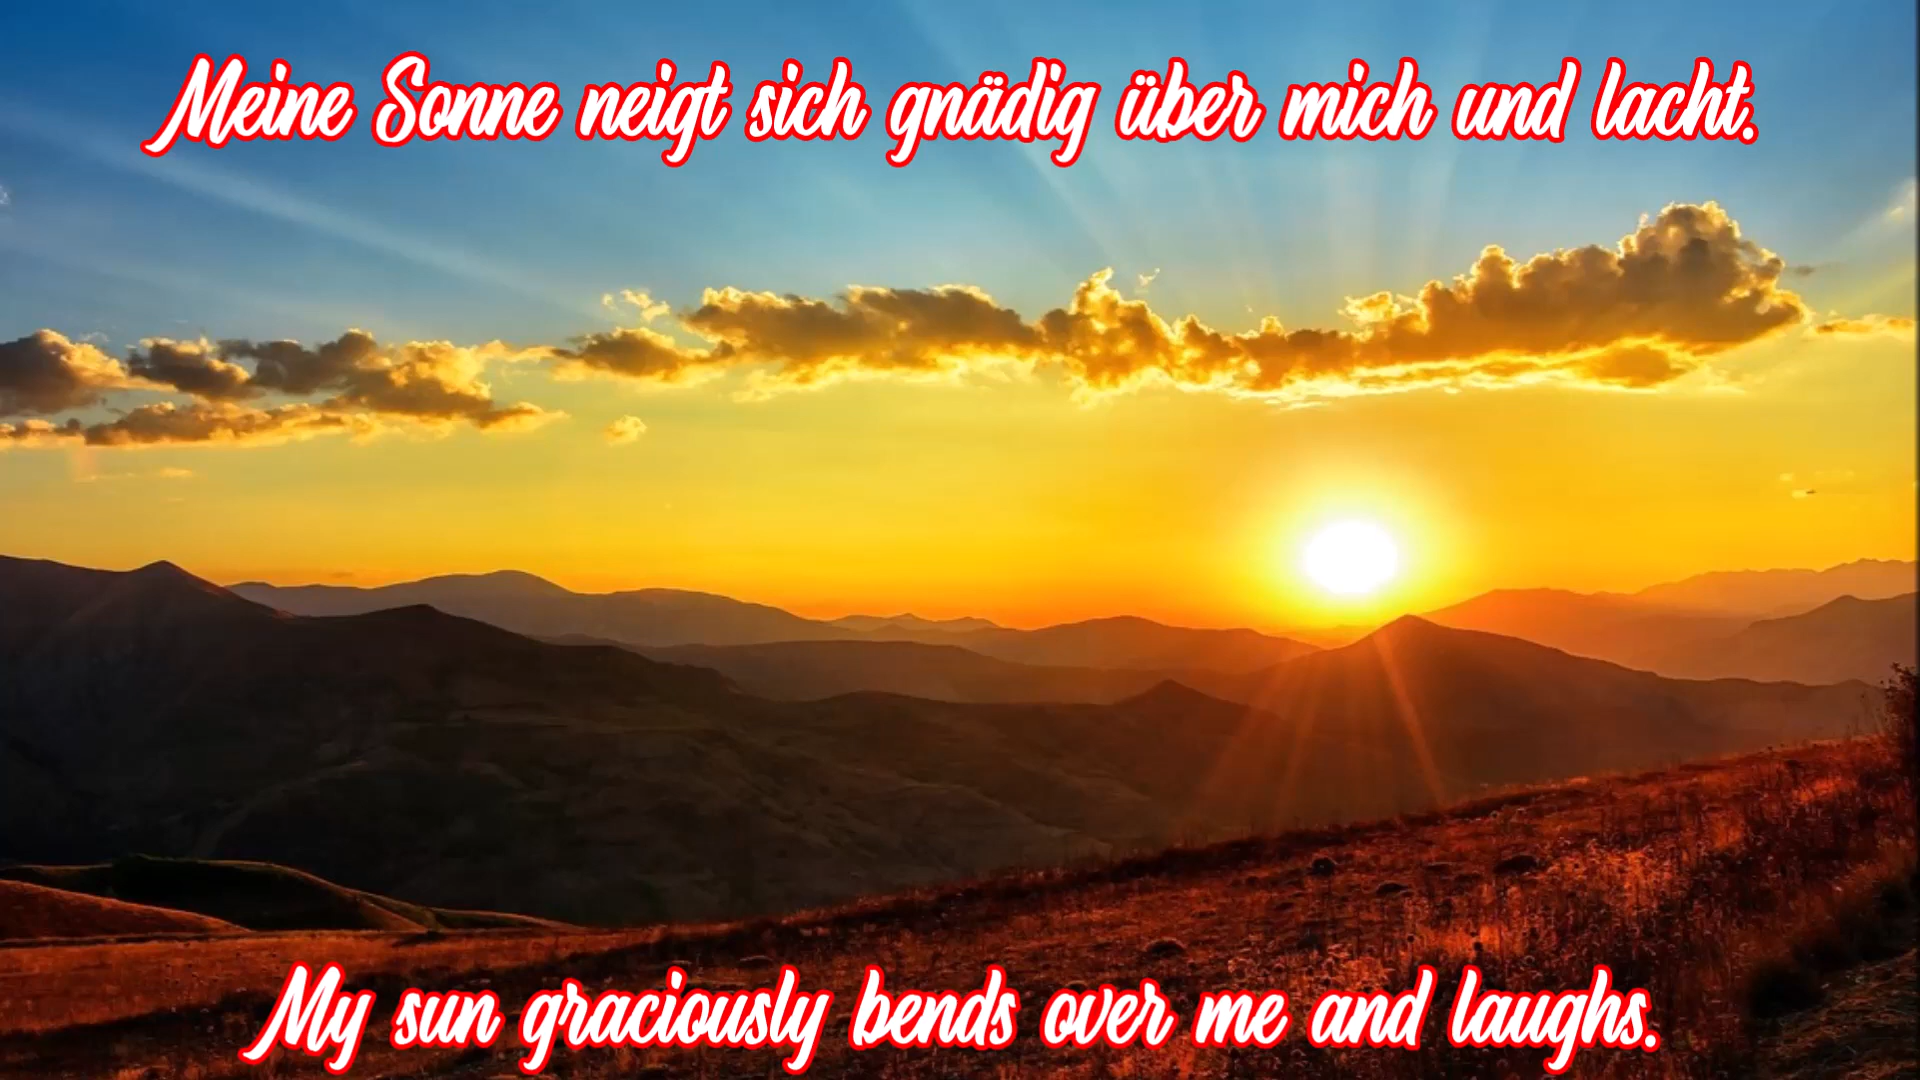 Meine Sonne neigt sich gnädig über mich und lacht.
My sun graciously bends over me and laughs.